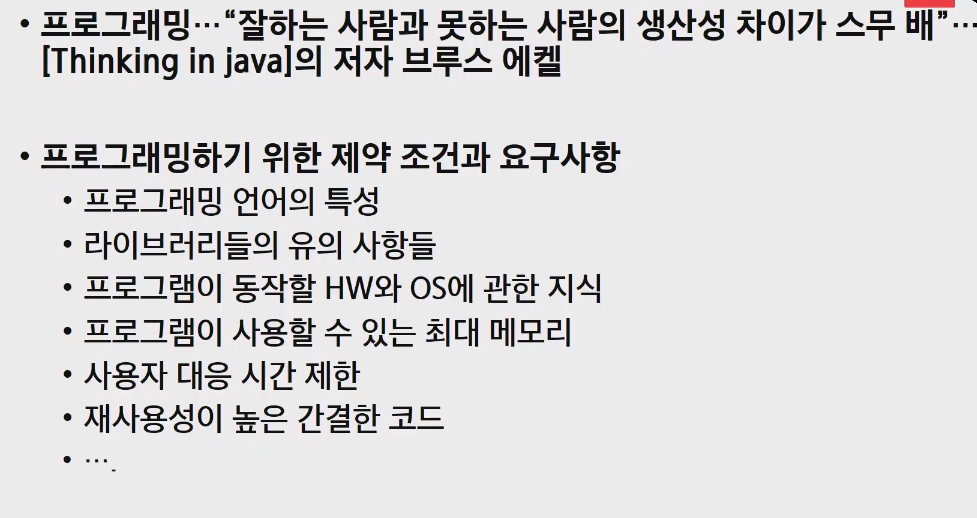 • 프로그래밍…“잘하는 사람과 못하는 사람의 생산성 차이가 스무 배”…
[Thinking in java]의 저자 브루스 에켈
• 프로그래밍하기 위한 제약 조건과 요구사항
• 프로그래밍 언어의 특성
• 라이브러리들의 유의 사항들
• 프로그램이 동작할 HW와 OS에 관한 지식
• 프로그램이 사용할 수 있는 최대 메모리
• 사용자 대응 시간 제한
• 재사용성이 높은 간결한 코드
• ….